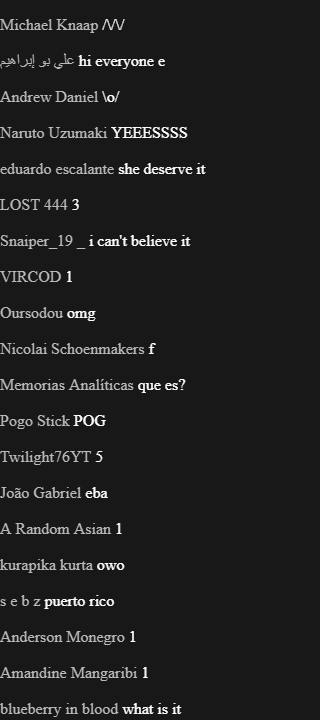 Michael Knaap /\/\/
علي بو إبراهيم hi everyone e
Andrew Daniel \o/
Naruto Uzumaki YEEESSSS
eduardo escalante she deserve it
LOST 444 3
Snaiper_19 _ i can't believe it
VIRCOD 1
Oursodou omg
Nicolai Schoenmakers f
Memorias Analíticas que es?
Pogo Stick POG
Twilight76YT 5
João Gabriel eba
A Random Asian 1
kurapika kurta owo
s e b z puerto rico
Anderson Monegro 1
Amandine Mangaribi 1
blueberry in blood what is it